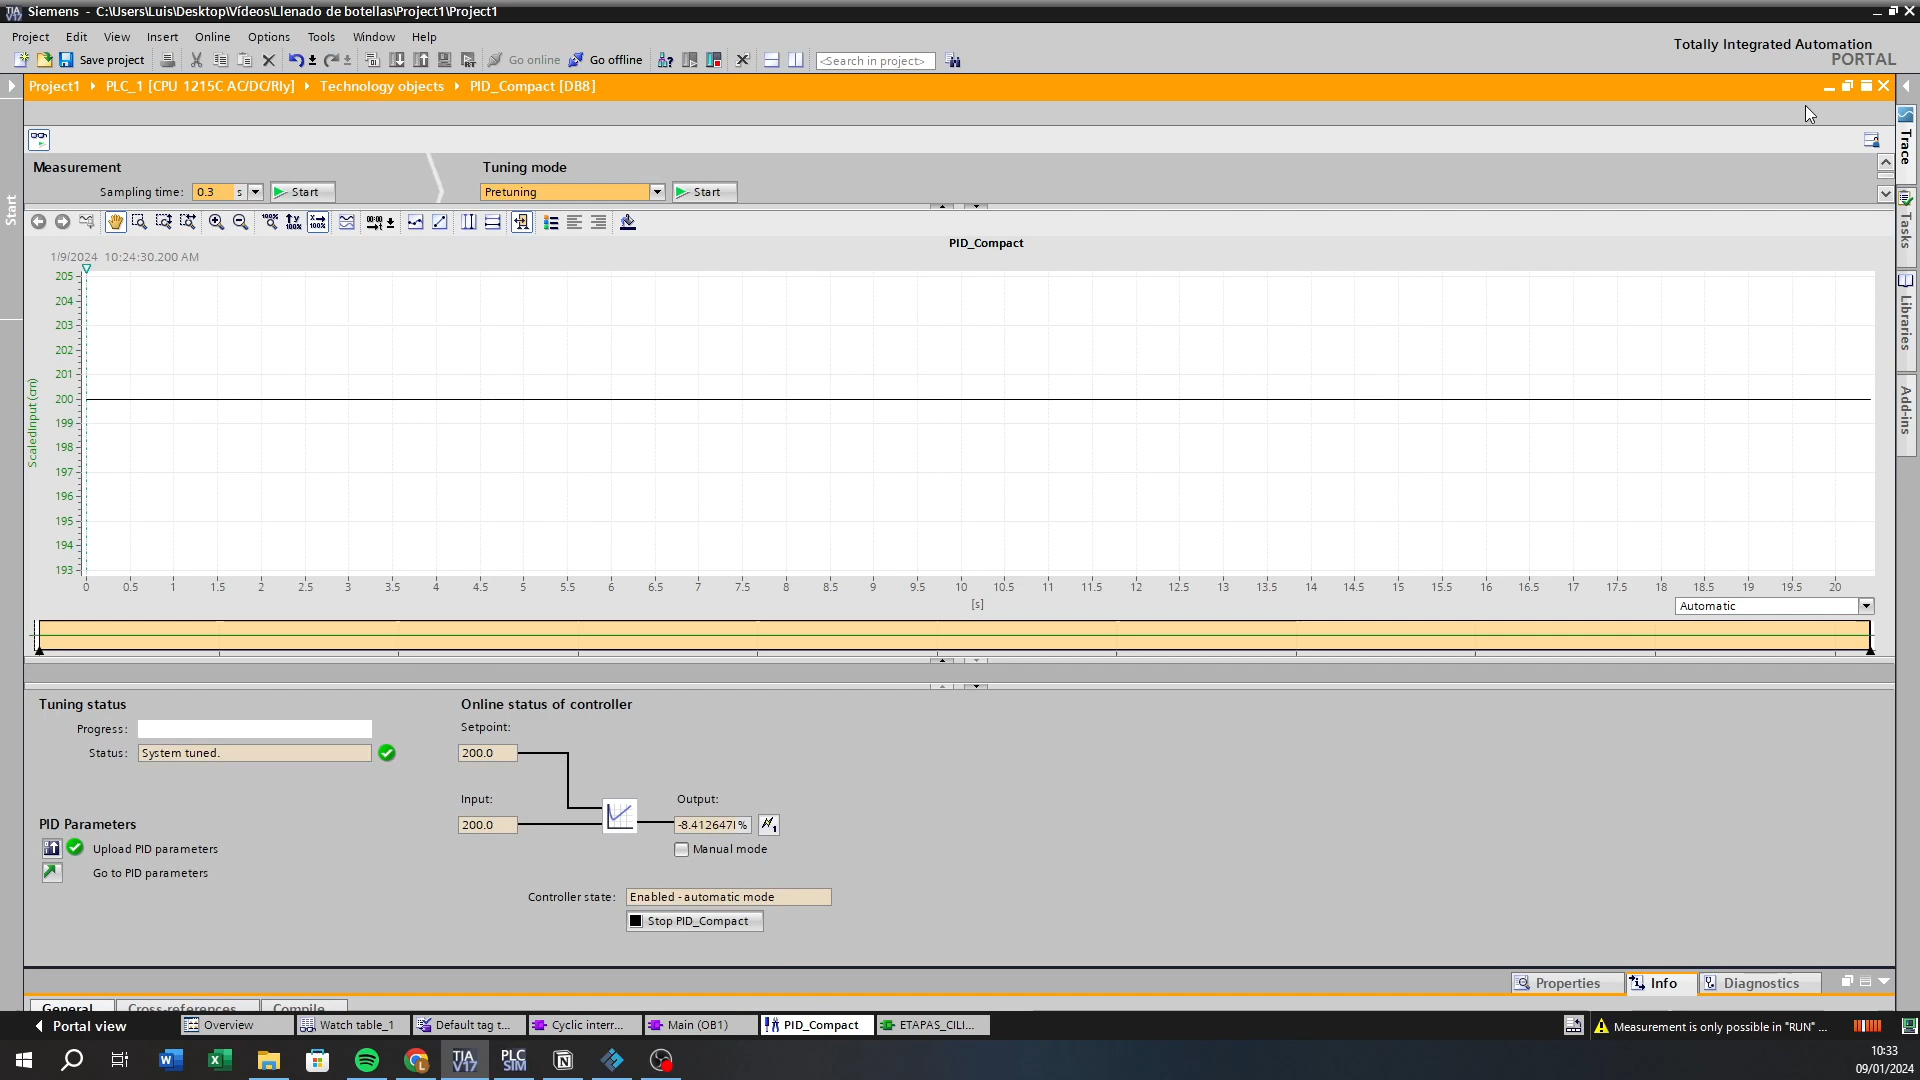 Siemens - C:\Users\Luis\Desktop\Vídeos\Llenado de botellas\Project1\Project1
Project Edit View Insert Online Options Tools Window Help
Totally Integrated Automation
PORTAL
Save project
Go online
Go offline
<Search in project>
Project1 PLC_1 [CPU 1215C AC/DC/Rly] Technology objects PID_Compact [DB8]
Start
Trace
Tasks
Libraries
Add-ins
Measurement
Tuning mode
Sampling time: 0.3 s Start
Pretuning Start
PID_Compact
1/9/2024 10:24:30.200 AM
205
204
203
202
201
200
199
198
197
196
195
194
193
ScaledInput (cm)
0 0.5 1 1.5 2 2.5 3 3.5 4 4.5 5 5.5 6 6.5 7 7.5 8 8.5 9 9.5 10 10.5 11 11.5 12 12.5 13 13.5 14 14.5 15 15.5 16 16.5 17 17.5 18 18.5 19 19.5 20
[s]
Automatic
Tuning status
Progress:
Status: System tuned.
PID Parameters
Upload PID parameters
Go to PID parameters
Online status of controller
Setpoint:
200.0
Input:
200.0
Output:
%
Manual mode
Controller state: Enabled - automatic mode
Stop PID_Compact
Properties Info Diagnostics
General Cross-references Compile
Portal view Overview Watch table_1 Default tag t... Cyclic interr... Main (OB1) PID_Compact ETAPAS_CILI...
Measurement is only possible in "RUN" ...
TIA V17
PLC SIM
10:33
09/01/2024